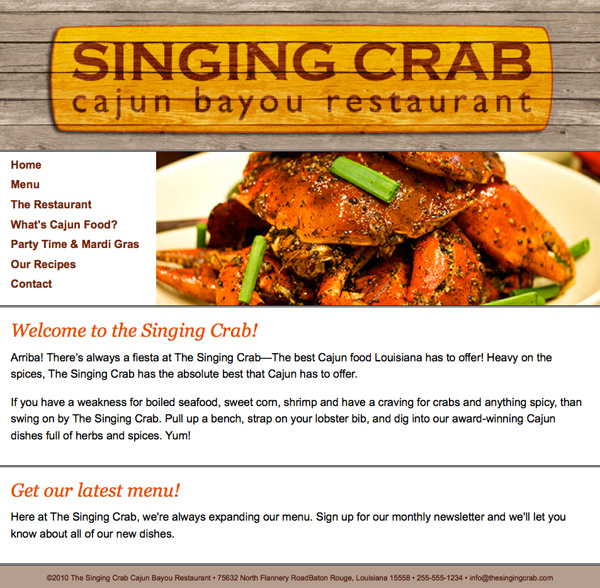 SINGING CRAB
cajun bayou restaurant
Home
Menu
The Restaurant
What's Cajun Food?
Party Time & Mardi Gras
Our Recipes
Contact
Welcome to the Singing Crab!
Arriba! There's always a fiesta at The Singing Crab—The best Cajun food Louisiana has to offer! Heavy on the
spices, The Singing Crab has the absolute best that Cajun has to offer.
If you have a weakness for boiled seafood, sweet corn, shrimp and have a craving for crabs and anything spicy, than
swing on by The Singing Crab. Pull up a bench, strap on your lobster bib, and dig into our award-winning Cajun
dishes full of herbs and spices. Yum!
Get our latest menu!
Here at The Singing Crab, we're always expanding our menu. Sign up for our monthly newsletter and we'll let you
know about all of our new dishes.
©2010 The Singing Crab Cajun Bayou Restaurant • 75632 North Flannery RoadBaton Rouge, Louisiana 15558 • 255-555-1234 • info@thesingingcrab.com